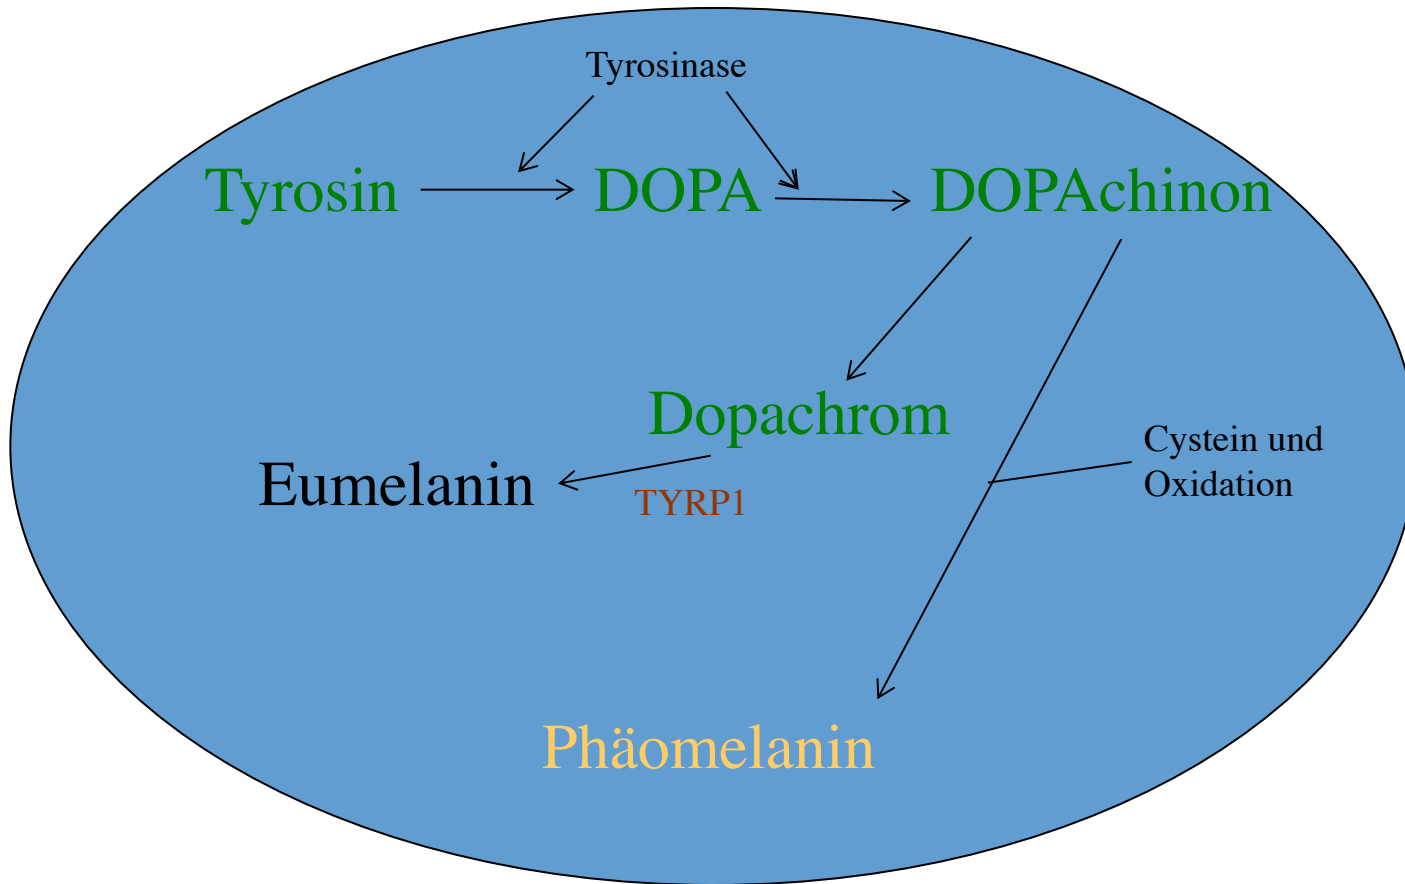 Tyrosinase
Tyrosin
DOPA
DOPAchinon
Dopachrom
Cystein und
Oxidation
Eumelanin
TYRP1
Phäomelanin